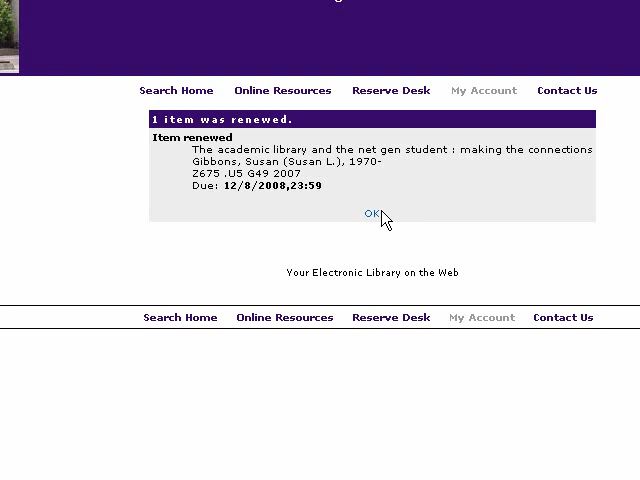 Search Home Online Resources Reserve Desk My Account Contact Us
1 item was renewed.
Item renewed
The academic library and the net gen student : making the connections
Gibbons, Susan (Susan L.), 1970-
Z675 .U5 G49 2007
Due: 12/8/2008,23:59
OK
Your Electronic Library on the Web
Search Home Online Resources Reserve Desk My Account Contact Us